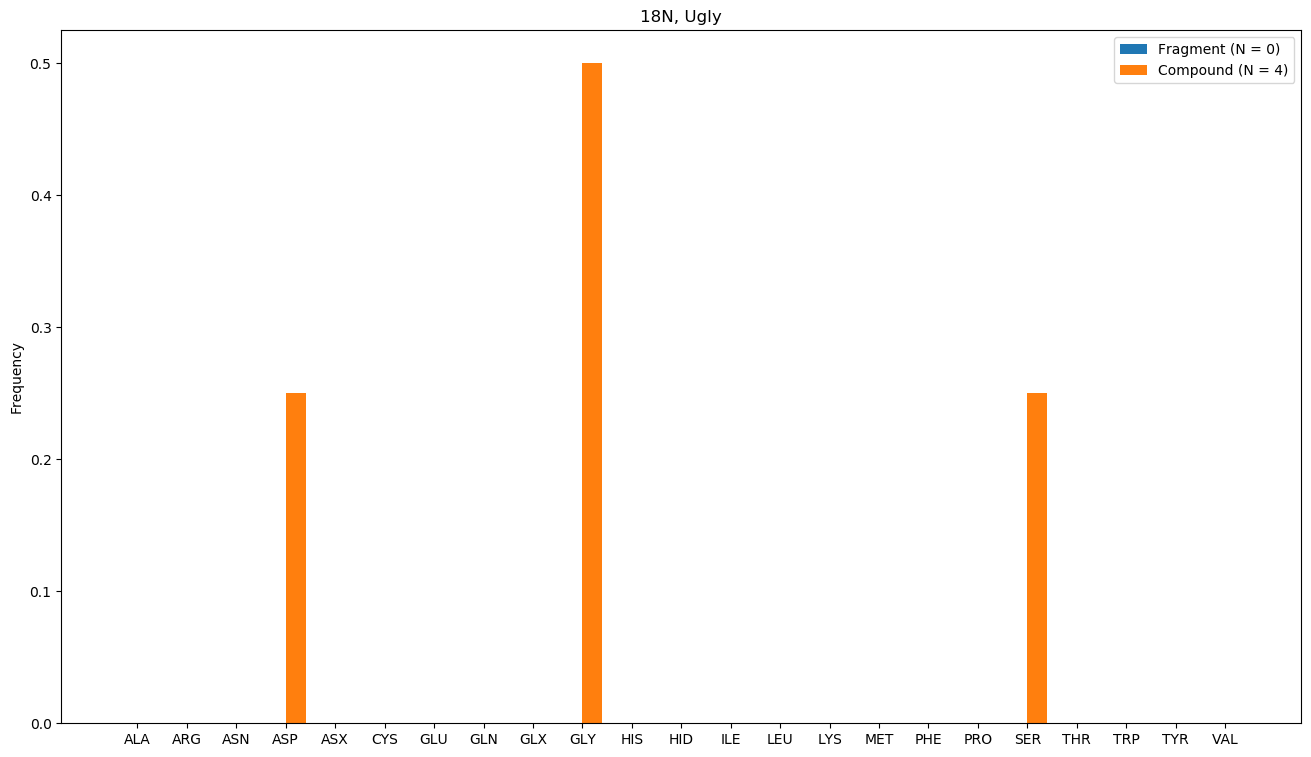 18N, Ugly
Fragment (N = 0)
Compound (N = 4)
0.5
0.4
0.3
0.2
0.1
0.0
Frequency
ALA ARG ASN ASP ASX CYS GLU GLN GLX GLY HIS HID ILE LEU LYS MET PHE PRO SER THR TRP TYR VAL